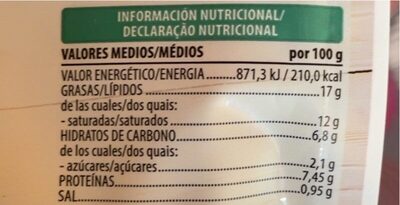 INFORMACIÓN NUTRICIONAL/
DECLARAÇÃO NUTRICIONAL
VALORES MEDIOS/MÉDIOS por 100 g
VALOR ENERGÉTICO/ENERGIA.......871,3 kJ / 210,0 kcal
GRASAS/LÍPIDOS.......17 g
de las cuales/dos quais:
- saturadas/saturados.......12 g
HIDRATOS DE CARBONO.......6,8 g
de los cuales/dos quais:
- azúcares/açúcares.......2,1 g
PROTEÍNAS.......7,45 g
SAL.......0,95 g